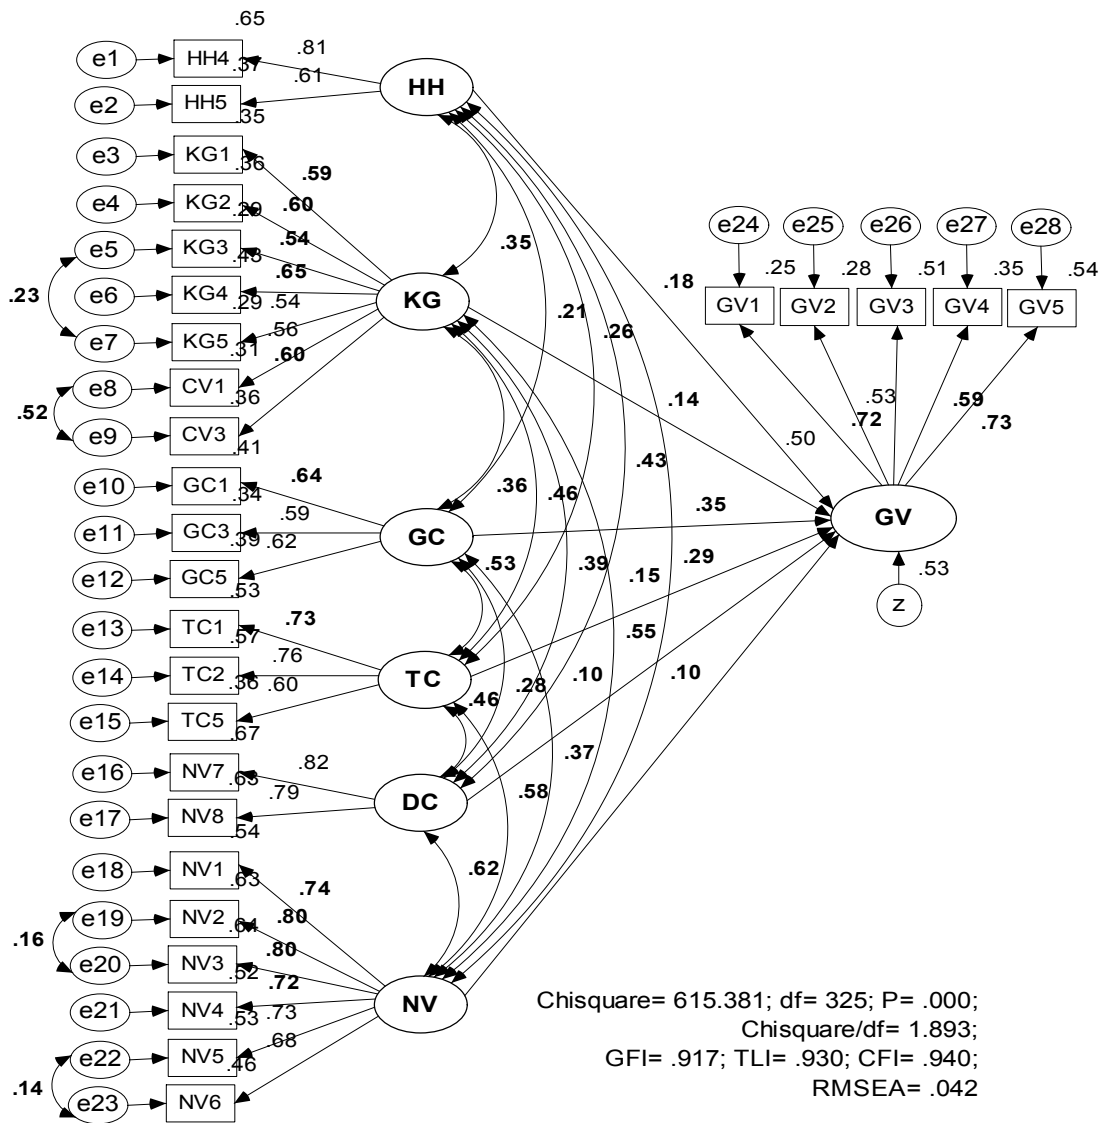 .65
e1 HH4 .37 .81 HH
.61
e2 HH5 .35
e3 KG1 .36 .59
e4 KG2 .29 .60
e24 e25 e26 e27 e28
e5 KG3 .43 .54 .35
.25 .28 .51 .35 .54
.23 e6 KG4 .29 .65 KG .18
GV1 GV2 GV3 GV4 GV5
.54 .21 .26
e7 KG5 .31 .56
e8 CV1 .36 .60
.52 .14 .53 .59
.72 .73
e9 CV3 .41 .50
e10 GC1 .34 .64 .36 .46 .43
e11 GC3 .39 .59 GC .35 GV
e12 GC5 .53 .62 .53 .39 .15 .29 .53
z
e13 TC1 .57 .73 .55
e14 TC2 .36 .76 TC .28 .10 .10
e15 TC5 .67 .60 .46
e16 NV7 .63 .82 .37
e17 NV8 .54 .79 DC .58
e18 NV1 .63 .74 .62
e19 NV2 .64 .80
.16
e20 NV3 .52 .80
e21 NV4 .53 .72 NV
.73
e22 NV5 .46 .68
.14
e23 NV6
Chisquare= 615.381; df= 325; P= .000;
Chisquare/df= 1.893;
GFI= .917; TLI= .930; CFI= .940;
RMSEA= .042